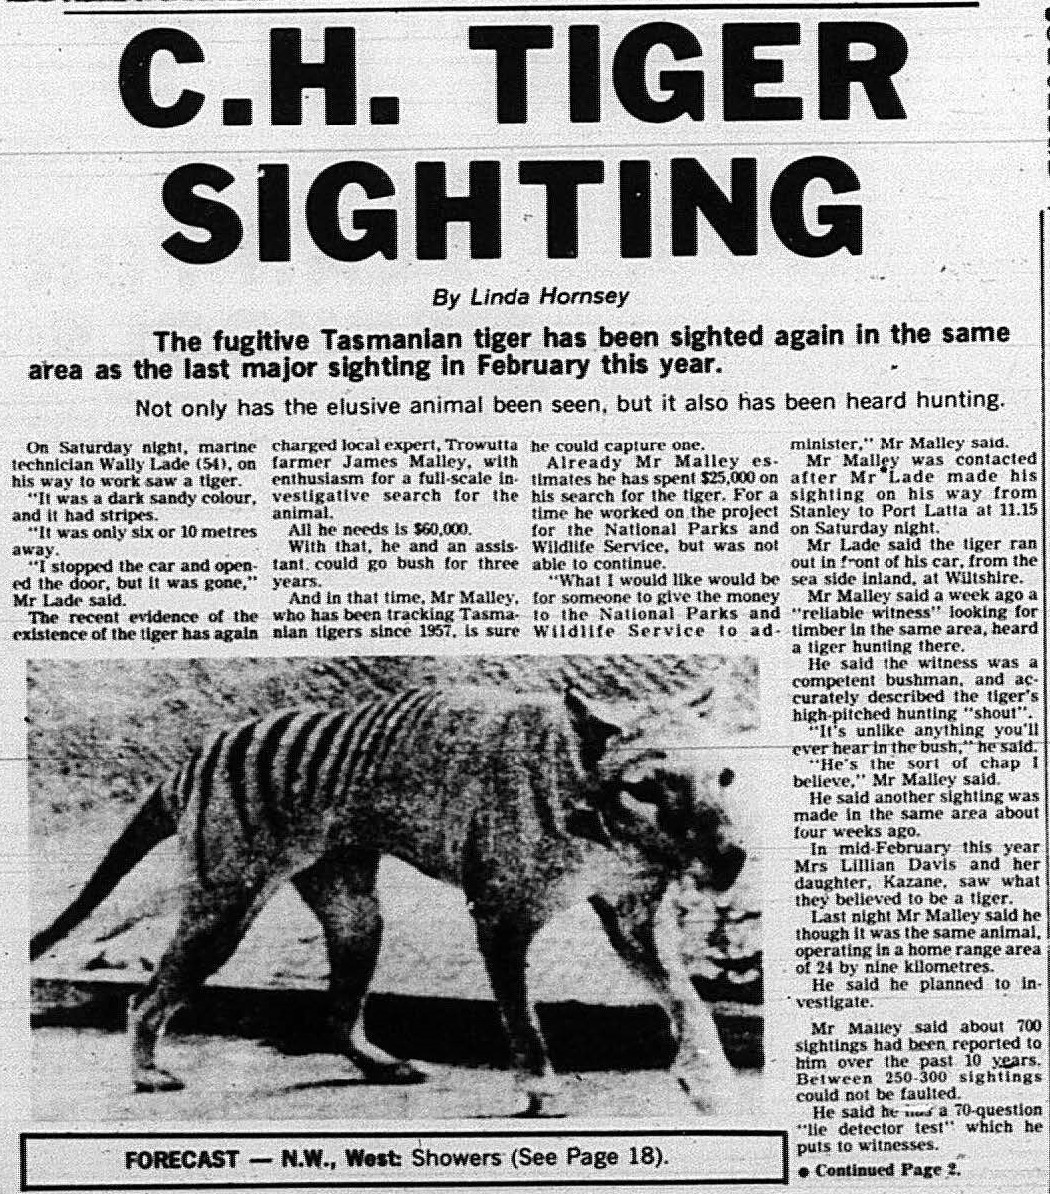 C.H. TIGER
SIGHTING
By Linda Hornsey
The fugitive Tasmanian tiger has been sighted again in the same
area as the last major sighting in February this year.
Not only has the elusive animal been seen, but it also has been heard hunting.
On Saturday night, marine
technician Wally Lade (54), on
his way to work saw a tiger.
"It was a dark sandy colour,
and it had stripes.
"It was only six or 10 metres
away.
"I stopped the car and open-
ed the door, but it was gone,"
Mr Lade said.
The recent evidence of the
existence of the tiger has again
charged local expert, Trowutta
farmer James Malley, with
enthusiasm for a full-scale in-
vestigative search for the
animal.
All he needs is $60,000.
With that, he and an assis-
tant could go bush for three
years.
And in that time, Mr Malley,
who has been tracking Tasma-
nian tigers since 1957, is sure
he could capture one.
Already Mr Malley es-
timates he has spent $25,000 on
his search for the tiger. For a
time he worked on the project
for the National Parks and
Wildlife Service, but was not
able to continue.
"What I would like would be
for someone to give the money
to the National Parks and
Wildlife Service to ad-
minister," Mr Malley said.
Mr Malley was contacted
after Mr Lade made his
sighting on his way from
Stanley to Port Latta at 11.15
on Saturday night.
Mr Lade said the tiger ran
out in front of his car, from the
sea side inland, at Wiltshire.
Mr Malley said a week ago a
"reliable witness" looking for
timber in the same area, heard
a tiger hunting there.
He said the witness was a
competent bushman, and ac-
curately described the tiger's
high-pitched hunting "shout".
"It's unlike anything you'll
ever hear in the bush," he said.
"He's the sort of chap I
believe," Mr Malley said.
He said another sighting was
made in the same area about
four weeks ago.
In mid-February this year
Mrs Lillian Davis and her
daughter, Kazane, saw what
they believed to be a tiger.
Last night Mr Malley said he
though it was the same animal,
operating in a home range area
of 24 by nine kilometres.
He said he planned to in-
vestigate.
Mr Malley said about 700
sightings had been reported to
him over the past 10 years.
Between 250-300 sightings
could not be faulted.
He said he a 70-question
"lie detector test" which he
puts to witnesses.
● Continued Page 2.
FORECAST — N.W., West: Showers (See Page 18).